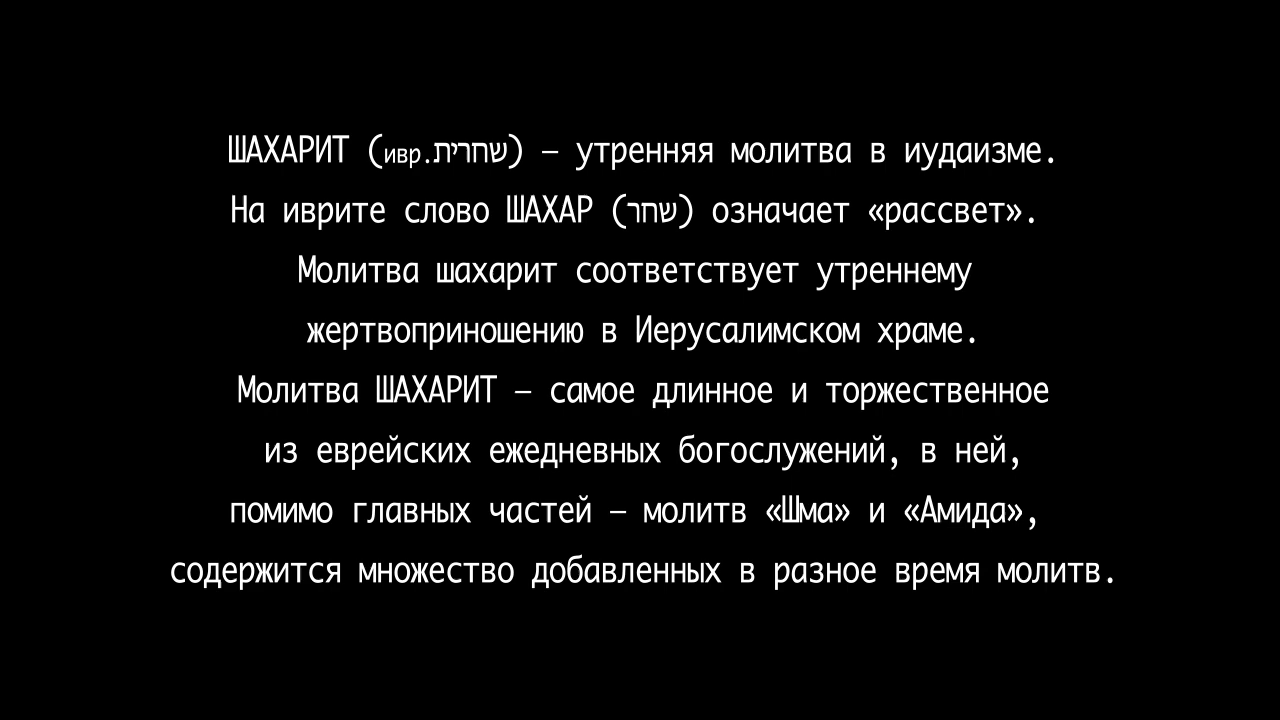 ШАХАРИТ (ивр.שחרית) – утренняя молитва в иудаизме.
На иврите слово ШАХАР (שחר) означает «рассвет».
Молитва шахарит соответствует утреннему
жертвоприношению в Иерусалимском храме.
Молитва ШАХАРИТ – самое длинное и торжественное
из еврейских ежедневных богослужений, в ней,
помимо главных частей – молитв «Шма» и «Амида»,
содержится множество добавленных в разное время молитв.